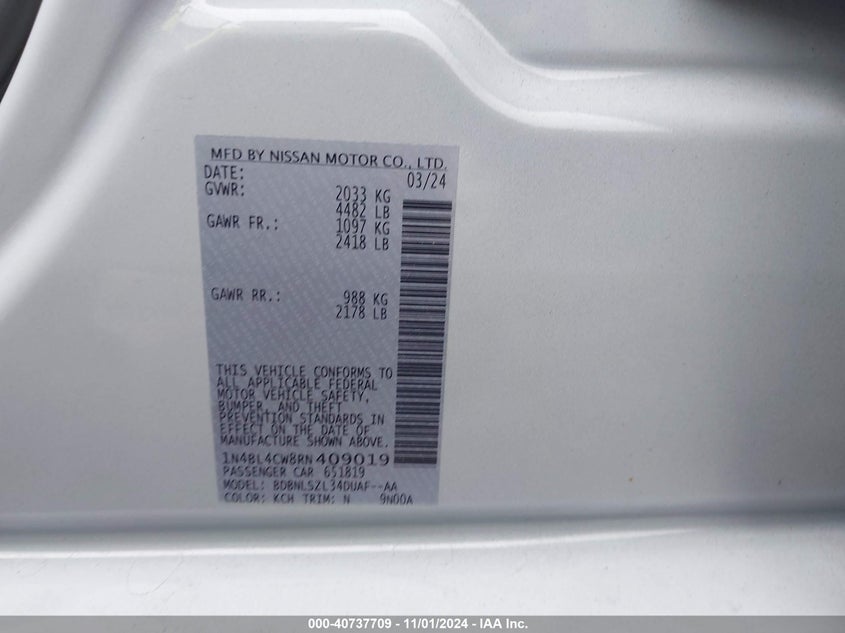 MFD BY NISSAN MOTOR CO., LTD.
DATE: 03/24
GVWR: 2033 KG
4482 LB
GAWR FR.: 1097 KG
2418 LB
GAWR RR.: 988 KG
2178 LB
THIS VEHICLE CONFORMS TO
ALL APPLICABLE FEDERAL
MOTOR VEHICLE SAFETY,
BUMPER, AND THEFT
PREVENTION STANDARDS IN
EFFECT ON THE DATE OF
MANUFACTURE SHOWN ABOVE.
1N4BL4CW8RN409019
PASSENGER CAR 651819
MODEL: BDBNLSZL34DUAF--AA
COLOR: KCH TRIM: N 9N00A
000-40737709 - 11/01/2024 - IAA Inc.